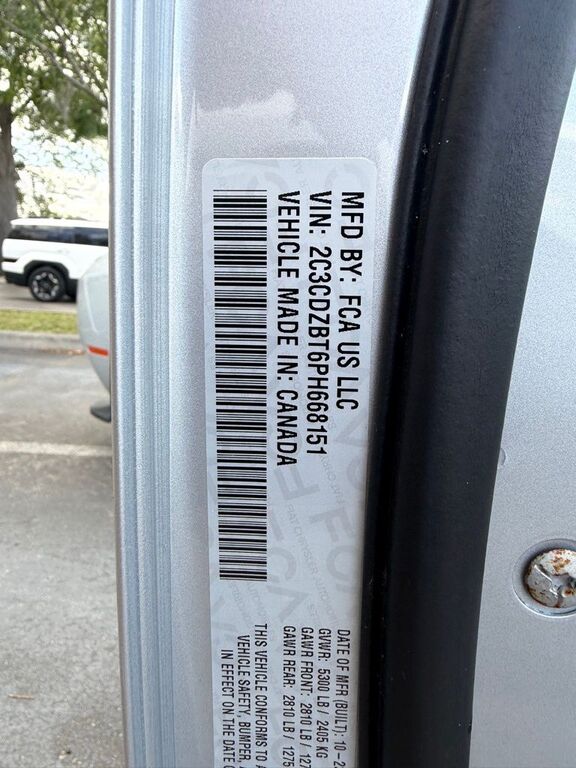 MFD BY: FCA US LLC
VIN: 2C3CDZBT6PH668151
VEHICLE MADE IN: CANADA
DATE OF MFR (BUILT): 10-2
GVWR: 5300 LB / 2405 KG
GAWR FRONT: 2810 LB / 127
GAWR REAR: 2810 LB / 1275
THIS VEHICLE CONFORMS TO A
VEHICLE SAFETY, BUMPER, A
IN EFFECT ON THE DATE O